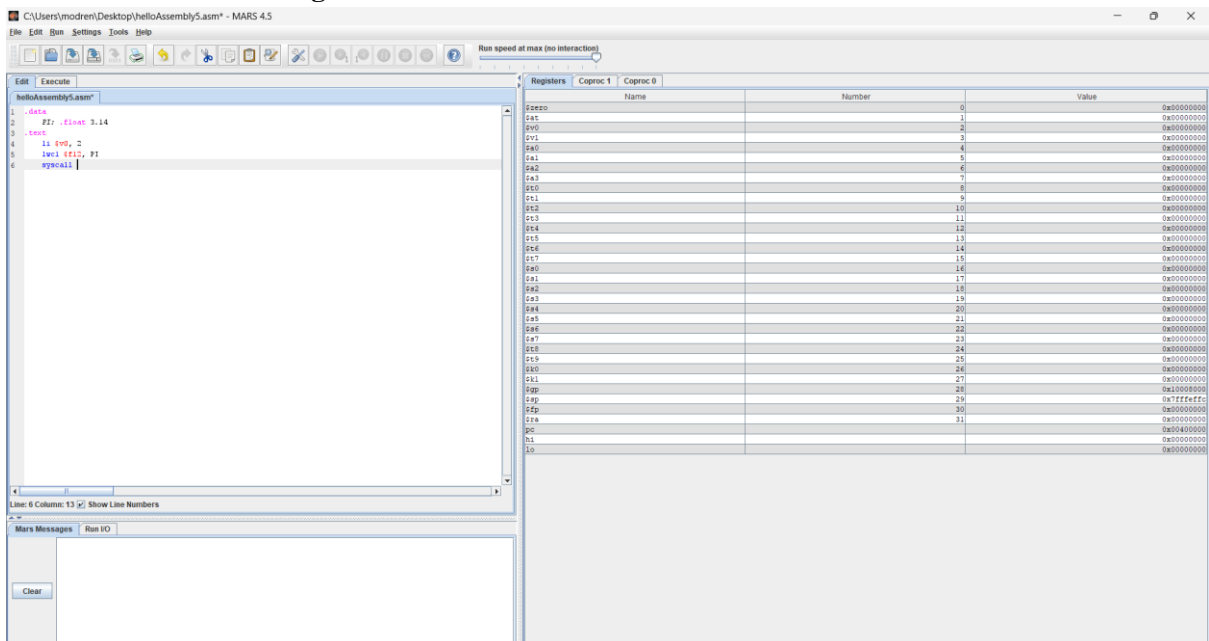 C:\Users\modren\Desktop\helloAssembly5.asm* - MARS 4.5
File Edit Run Settings Tools Help
Run speed at max (no interaction)
Edit Execute
helloAssembly5.asm*
1 .data
2 PI: .float 3.14
3 .text
4 li $v0, 2
5 lwc1 $f12, PI
6 syscall
Line: 6 Column: 13 Show Line Numbers
Mars Messages Run I/O
Clear
Registers Coproc 1 Coproc 0
Name Number Value
$zero 0 0x00000000
$at 1 0x00000000
$v0 2 0x00000000
$v1 3 0x00000000
$a0 4 0x00000000
$a1 5 0x00000000
$a2 6 0x00000000
$a3 7 0x00000000
$t0 8 0x00000000
$t1 9 0x00000000
$t2 10 0x00000000
$t3 11 0x00000000
$t4 12 0x00000000
$t5 13 0x00000000
$t6 14 0x00000000
$t7 15 0x00000000
$s0 16 0x00000000
$s1 17 0x00000000
$s2 18 0x00000000
$s3 19 0x00000000
$s4 20 0x00000000
$s5 21 0x00000000
$s6 22 0x00000000
$s7 23 0x00000000
$t8 24 0x00000000
$t9 25 0x00000000
$k0 26 0x00000000
$k1 27 0x00000000
$gp 28 0x10008000
$sp 29 0x7fffeffc
$fp 30 0x00000000
$ra 31 0x00000000
pc 0x00400000
hi 0x00000000
lo 0x00000000